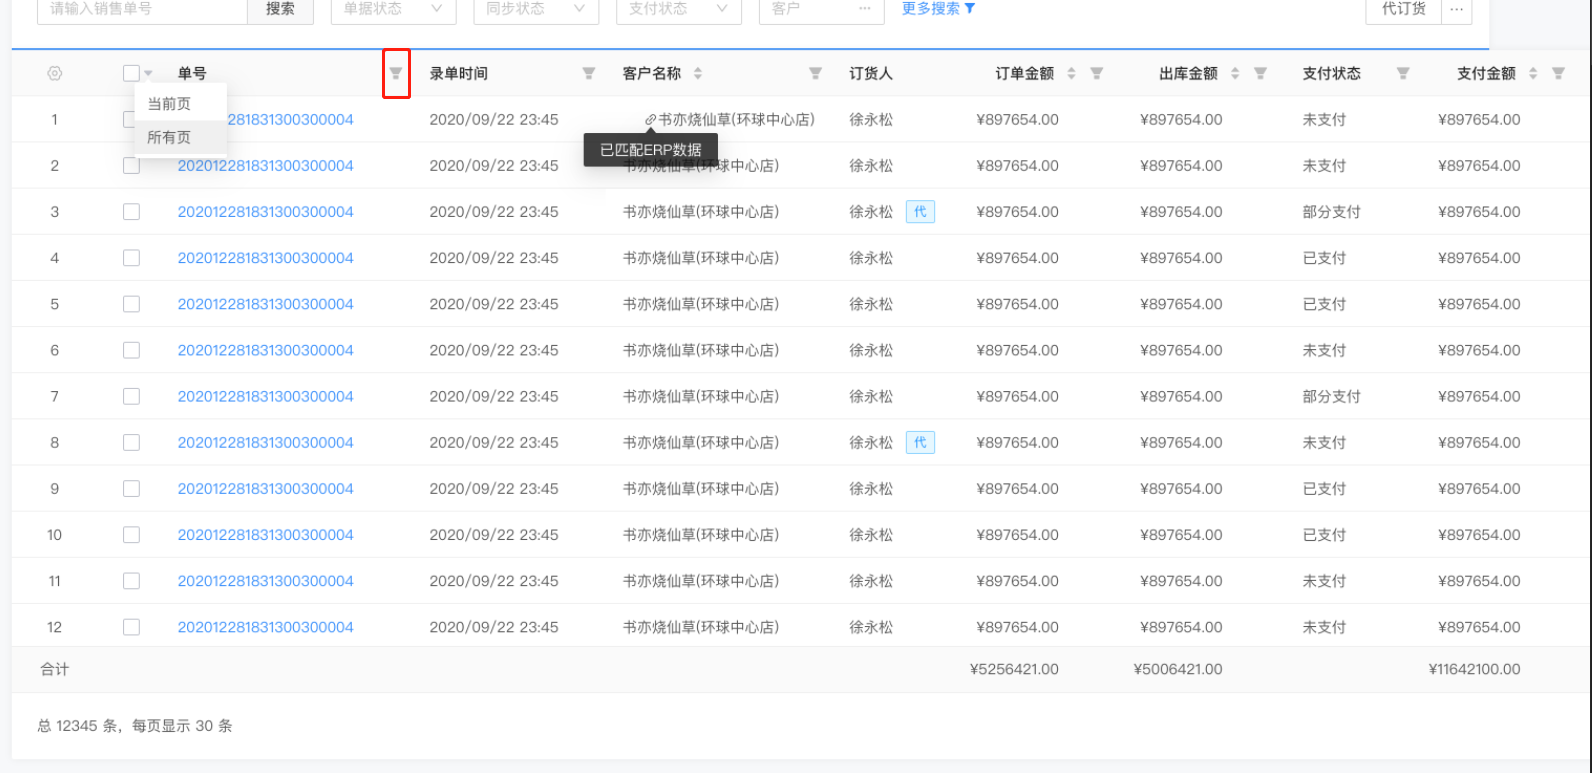 请输入销售单号 搜索 单据状态 同步状态 支付状态 客户 ··· 更多搜索 代订货 ···
单号 录单时间 客户名称 订货人 订单金额 出库金额 支付状态 支付金额
当前页
所有页
1 281831300300004 2020/09/22 23:45 书亦烧仙草(环球中心店) 徐永松 ¥897654.00 ¥897654.00 未支付 ¥897654.00
已匹配ERP数据
2 202012281831300300004 2020/09/22 23:45 书亦烧仙草(环球中心店) 徐永松 ¥897654.00 ¥897654.00 未支付 ¥897654.00
3 202012281831300300004 2020/09/22 23:45 书亦烧仙草(环球中心店) 徐永松 代 ¥897654.00 ¥897654.00 部分支付 ¥897654.00
4 202012281831300300004 2020/09/22 23:45 书亦烧仙草(环球中心店) 徐永松 ¥897654.00 ¥897654.00 已支付 ¥897654.00
5 202012281831300300004 2020/09/22 23:45 书亦烧仙草(环球中心店) 徐永松 ¥897654.00 ¥897654.00 已支付 ¥897654.00
6 202012281831300300004 2020/09/22 23:45 书亦烧仙草(环球中心店) 徐永松 ¥897654.00 ¥897654.00 未支付 ¥897654.00
7 202012281831300300004 2020/09/22 23:45 书亦烧仙草(环球中心店) 徐永松 ¥897654.00 ¥897654.00 部分支付 ¥897654.00
8 202012281831300300004 2020/09/22 23:45 书亦烧仙草(环球中心店) 徐永松 代 ¥897654.00 ¥897654.00 未支付 ¥897654.00
9 202012281831300300004 2020/09/22 23:45 书亦烧仙草(环球中心店) 徐永松 ¥897654.00 ¥897654.00 已支付 ¥897654.00
10 202012281831300300004 2020/09/22 23:45 书亦烧仙草(环球中心店) 徐永松 ¥897654.00 ¥897654.00 已支付 ¥897654.00
11 202012281831300300004 2020/09/22 23:45 书亦烧仙草(环球中心店) 徐永松 ¥897654.00 ¥897654.00 未支付 ¥897654.00
12 202012281831300300004 2020/09/22 23:45 书亦烧仙草(环球中心店) 徐永松 ¥897654.00 ¥897654.00 未支付 ¥897654.00
合计 ¥5256421.00 ¥5006421.00 ¥11642100.00
总 12345 条，每页显示 30 条